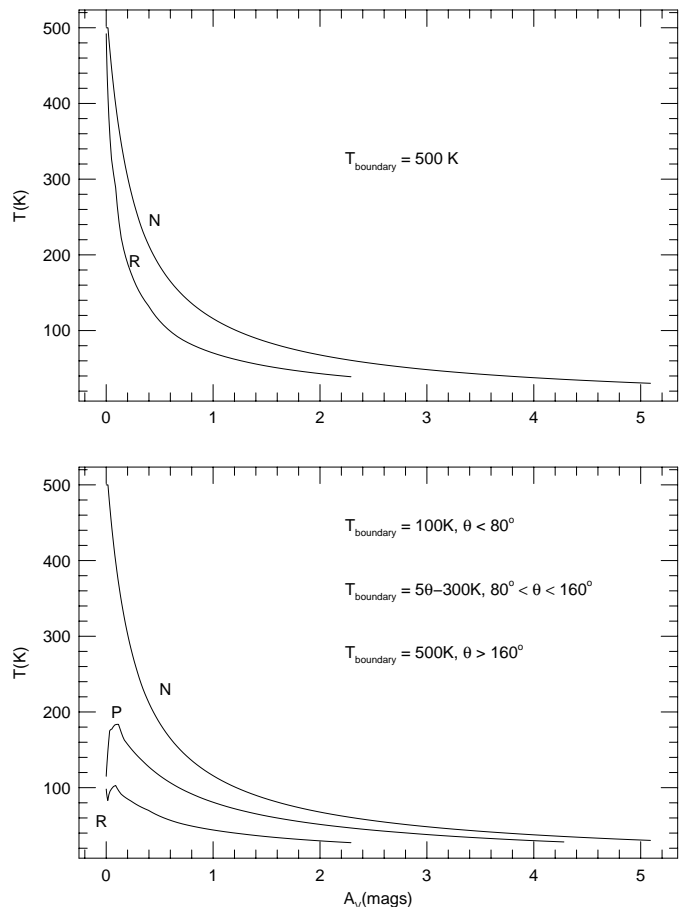 500
400
300
200
100
T(K)
T_boundary = 500 K
N
R
0 1 2 3 4 5
500
400
300
200
100
T(K)
T_boundary = 100K, θ < 80°
T_boundary = 5θ−300K, 80° < θ < 160°
T_boundary = 500K, θ > 160°
N
P
R
0 1 2 3 4 5
A_V(mags)